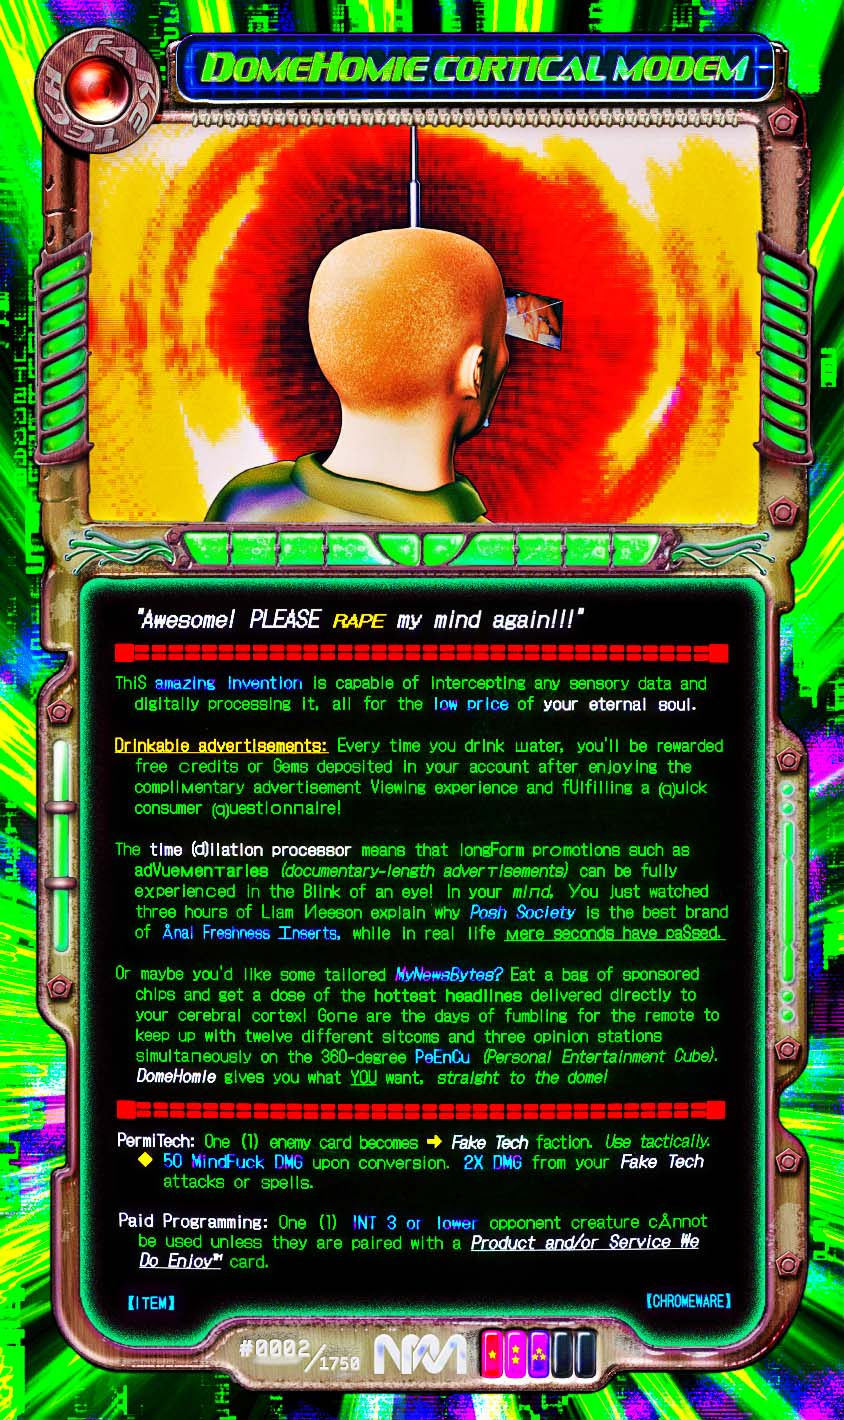 FAKE TECH
DOMEHOMIE CORTICAL MODEM
"Awesome! PLEASE RAPE my mind again!!!"
ThiS amazing invention is capable of intercepting any sensory data and
digitally processing it, all for the low price of your eternal soul.
Drinkable advertisements: Every time you drink water, you'll be rewarded
free credits or Gems deposited in your account after enjoying the
compliMentary advertisement Viewing experience and fUlfilling a (q)uick
consumer (q)uestionnaire!
The time (d)ilation processor means that longForm promotions such as
adVueMenTaries (documentary-length adverTisements) can be fully
experienced in the Blink of an eye! In your mind, You just watched
three hours of Liam Neeson explain why Posh Society is the best brand
of Ånal Freshness Inserts, while in real life mere seconds have paSsed.
Or maybe you'd like some tailored MyNewsBytes? Eat a bag of sponsored
chips and get a dose of the hottest headlines delivered directly to
your cerebral cortex! Gone are the days of fumbling for the remote to
keep up with twelve different sitcoms and three opinion stations
simultaneously on the 360-degree PeEnCu (Personal Entertainment Cube).
DomeHomie gives you what YOU want, straight to the dome!
PermiTech: One (1) enemy card becomes ➔ Fake Tech faction. Use tactically.
◆ 50 MindFuck DMG upon conversion. 2X DMG from your Fake Tech
attacks or spells.
Paid Programming: One (1) INT 3 or lower opponent creature cÅnnot
be used unless they are paired with a Product and/or Service We
Do Enjoy™ card.
【ITEM】
【CHROMEWARE】
#0002/1750